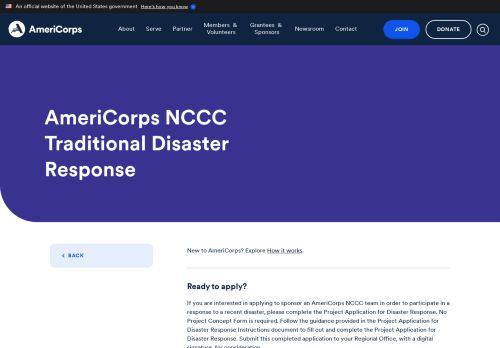 An official website of the United States government Here's how you know
AmeriCorps
About
Serve
Partner
Members &
Volunteers
Grantees &
Sponsors
Newsroom
Contact
JOIN
DONATE
AmeriCorps NCCC
Traditional Disaster
Response
< BACK
New to AmeriCorps? Explore How it works.
Ready to apply?
If you are interested in applying to sponsor an AmeriCorps NCCC team in order to participate in a
response to a recent disaster, please complete the Project Application for Disaster Response. No
Project Concept Form is required. Follow the guidance provided in the Project Application for
Disaster Response Instructions document to fill out and complete the Project Application for
Disaster Response. Submit this completed application to your Regional Office, with a digital
signature, for consideration.